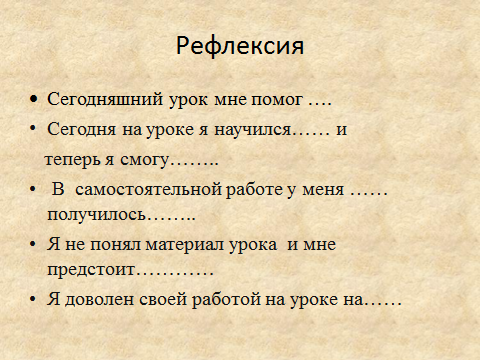 Рефлексия
• Сегодняшний урок мне помог ….
• Сегодня на уроке я научился…… и
теперь я смогу……..
• В самостоятельной работе у меня ……
получилось……..
• Я не понял материал урока и мне
предстоит…………
• Я доволен своей работой на уроке на……